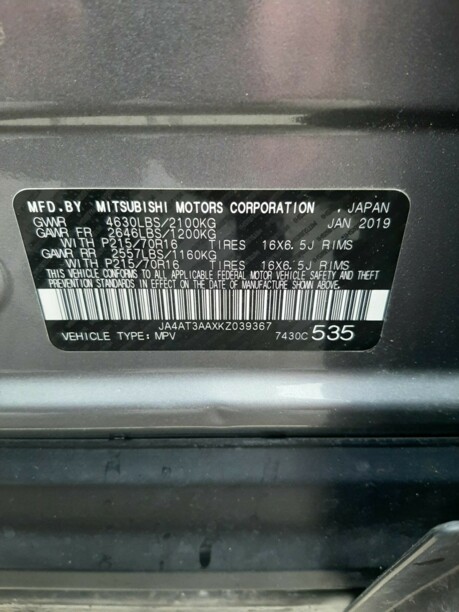 MFD.BY MITSUBISHI MOTORS CORPORATION , JAPAN
GVWR 4630LBS/2100KG JAN 2019
GAWR FR 2646LBS/1200KG
WITH P215/70R16 TIRES 16X6.5J RIMS
GAWR RR 2557LBS/1160KG
WITH P215/70R16 TIRES 16X6.5J RIMS
THIS VEHICLE CONFORMS TO ALL APPLICABLE FEDERAL MOTOR VEHICLE SAFETY AND THEFT
PREVENTION STANDARDS IN EFFECT ON THE DATE OF MANUFACTURE SHOWN ABOVE.
JA4AT3AAXKZ039367
VEHICLE TYPE: MPV 7430C 535